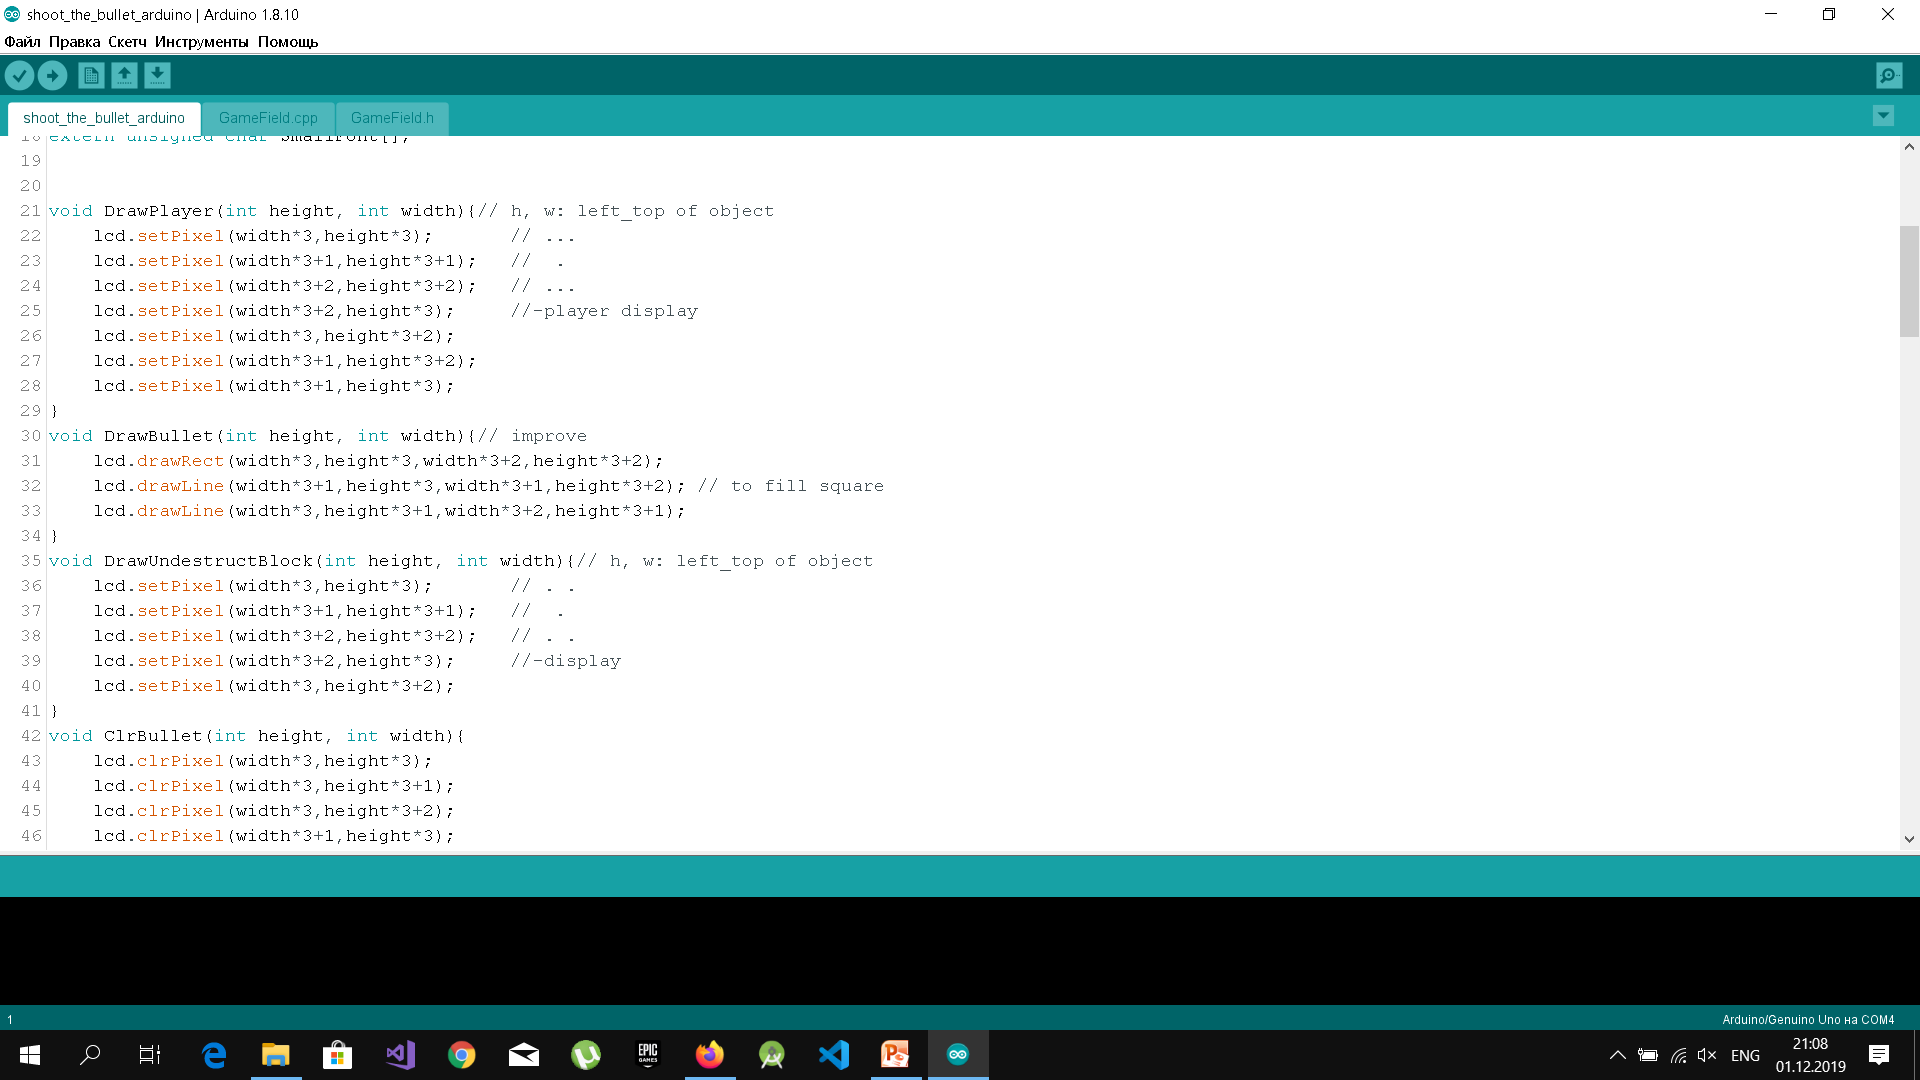 shoot_the_bullet_arduino | Arduino 1.8.10
Файл Правка Скетч Инструменты Помощь
shoot_the_bullet_arduino GameField.cpp GameField.h
18 extern unsigned char SmallFont[];
19
20
21 void DrawPlayer(int height, int width){// h, w: left_top of object
22     lcd.setPixel(width*3,height*3);       // ...
23     lcd.setPixel(width*3+1,height*3+1);   //  .
24     lcd.setPixel(width*3+2,height*3+2);   // ...
25     lcd.setPixel(width*3+2,height*3);     //-player display
26     lcd.setPixel(width*3,height*3+2);
27     lcd.setPixel(width*3+1,height*3+2);
28     lcd.setPixel(width*3+1,height*3);
29 }
30 void DrawBullet(int height, int width){// improve
31     lcd.drawRect(width*3,height*3,width*3+2,height*3+2);
32     lcd.drawLine(width*3+1,height*3,width*3+1,height*3+2); // to fill square
33     lcd.drawLine(width*3,height*3+1,width*3+2,height*3+1);
34 }
35 void DrawUndestructBlock(int height, int width){// h, w: left_top of object
36     lcd.setPixel(width*3,height*3);       // . .
37     lcd.setPixel(width*3+1,height*3+1);   //  .
38     lcd.setPixel(width*3+2,height*3+2);   // . .
39     lcd.setPixel(width*3+2,height*3);     //-display
40     lcd.setPixel(width*3,height*3+2);
41 }
42 void ClrBullet(int height, int width){
43     lcd.clrPixel(width*3,height*3);
44     lcd.clrPixel(width*3,height*3+1);
45     lcd.clrPixel(width*3,height*3+2);
46     lcd.clrPixel(width*3+1,height*3);
1
Arduino/Genuino Uno на COM4
EPIC
GAMES
ENG
21:08
01.12.2019